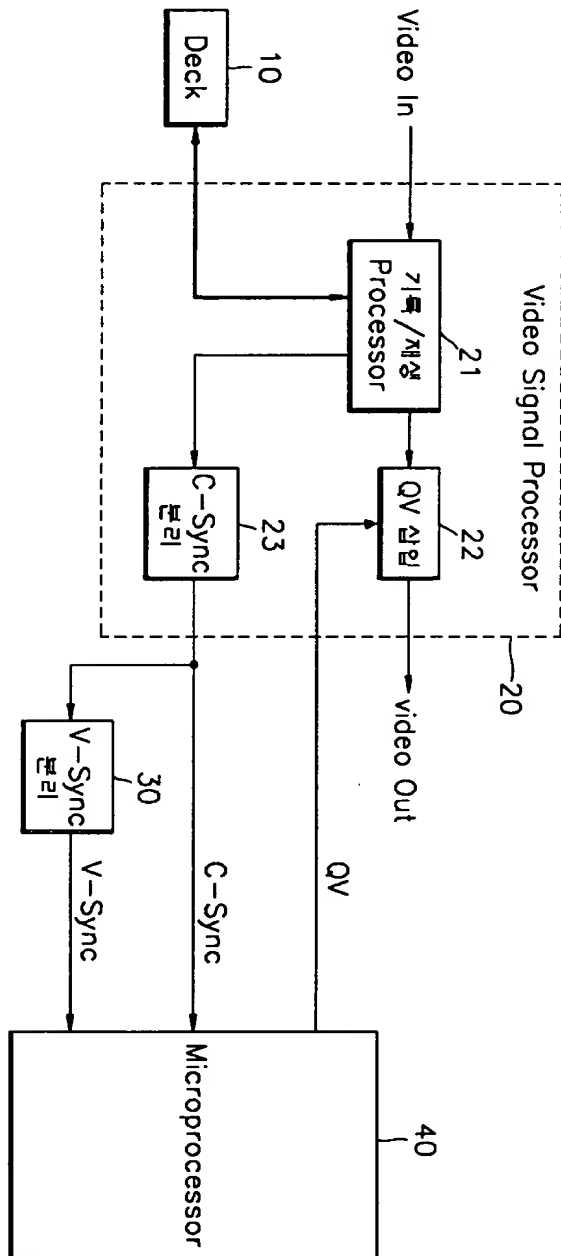 Video Signal Processor
20
Video In
21
기록/재생
Processor
22
QV 삽입
video Out
10
Deck
23
C-Sync
분리
QV
C-Sync
30
V-Sync
분리
V-Sync
40
Microprocessor